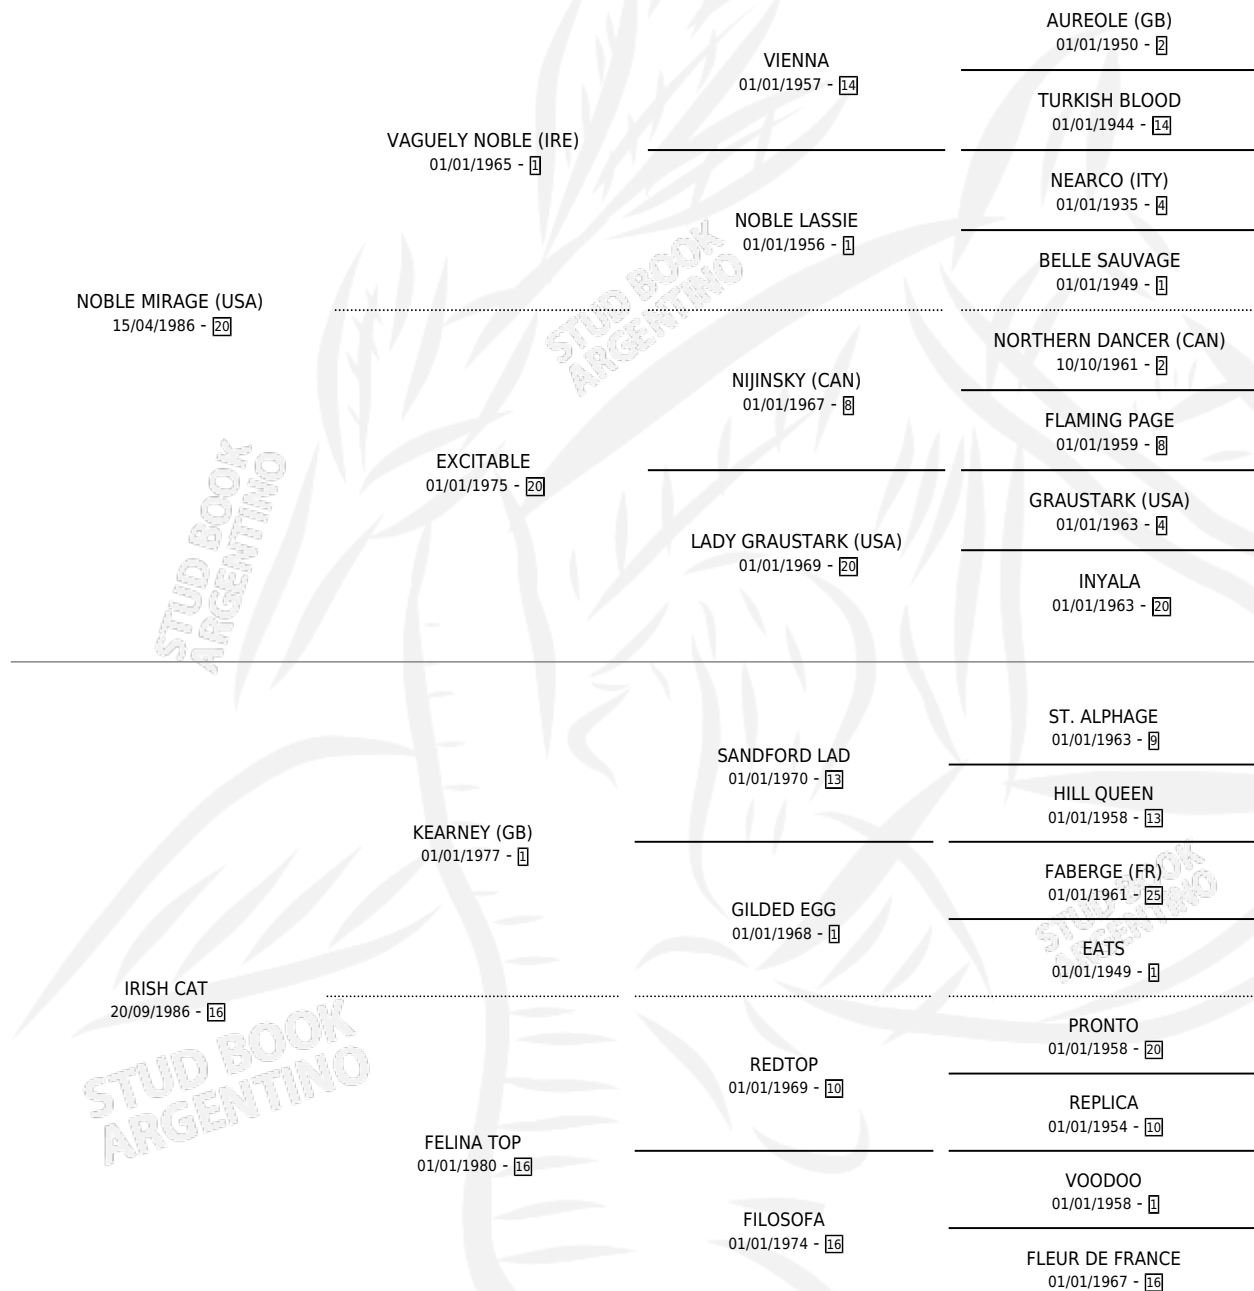 AUREOLE (GB)
01/01/1950 - 2
VIENNA
01/01/1957 - 14
TURKISH BLOOD
01/01/1944 - 14
VAGUELY NOBLE (IRE)
01/01/1965 - 1
NEARCO (ITY)
01/01/1935 - 4
NOBLE LASSIE
01/01/1956 - 1
BELLE SAUVAGE
01/01/1949 - 1
NOBLE MIRAGE (USA)
15/04/1986 - 20
NORTHERN DANCER (CAN)
10/10/1961 - 2
NIJINSKY (CAN)
01/01/1967 - 8
FLAMING PAGE
01/01/1959 - 8
EXCITABLE
01/01/1975 - 20
GRAUSTARK (USA)
01/01/1963 - 4
LADY GRAUSTARK (USA)
01/01/1969 - 20
INYALA
01/01/1963 - 20
ST. ALPHAGE
01/01/1963 - 9
SANDFORD LAD
01/01/1970 - 13
HILL QUEEN
01/01/1958 - 13
KEARNEY (GB)
01/01/1977 - 1
FABERGE (FR)
01/01/1961 - 25
GILDED EGG
01/01/1968 - 1
EATS
01/01/1949 - 1
IRISH CAT
20/09/1986 - 16
PRONTO
01/01/1958 - 20
REDTOP
01/01/1969 - 10
REPLICA
01/01/1954 - 10
FELINA TOP
01/01/1980 - 16
VOODOO
01/01/1958 - 1
FILOSOFA
01/01/1974 - 16
FLEUR DE FRANCE
01/01/1967 - 16
STUD BOOK
ARGENTINO
STUD BOOK
ARGENTINO
STUD BOOK
ARGENTINO
STUD BOOK
ARGENTINO